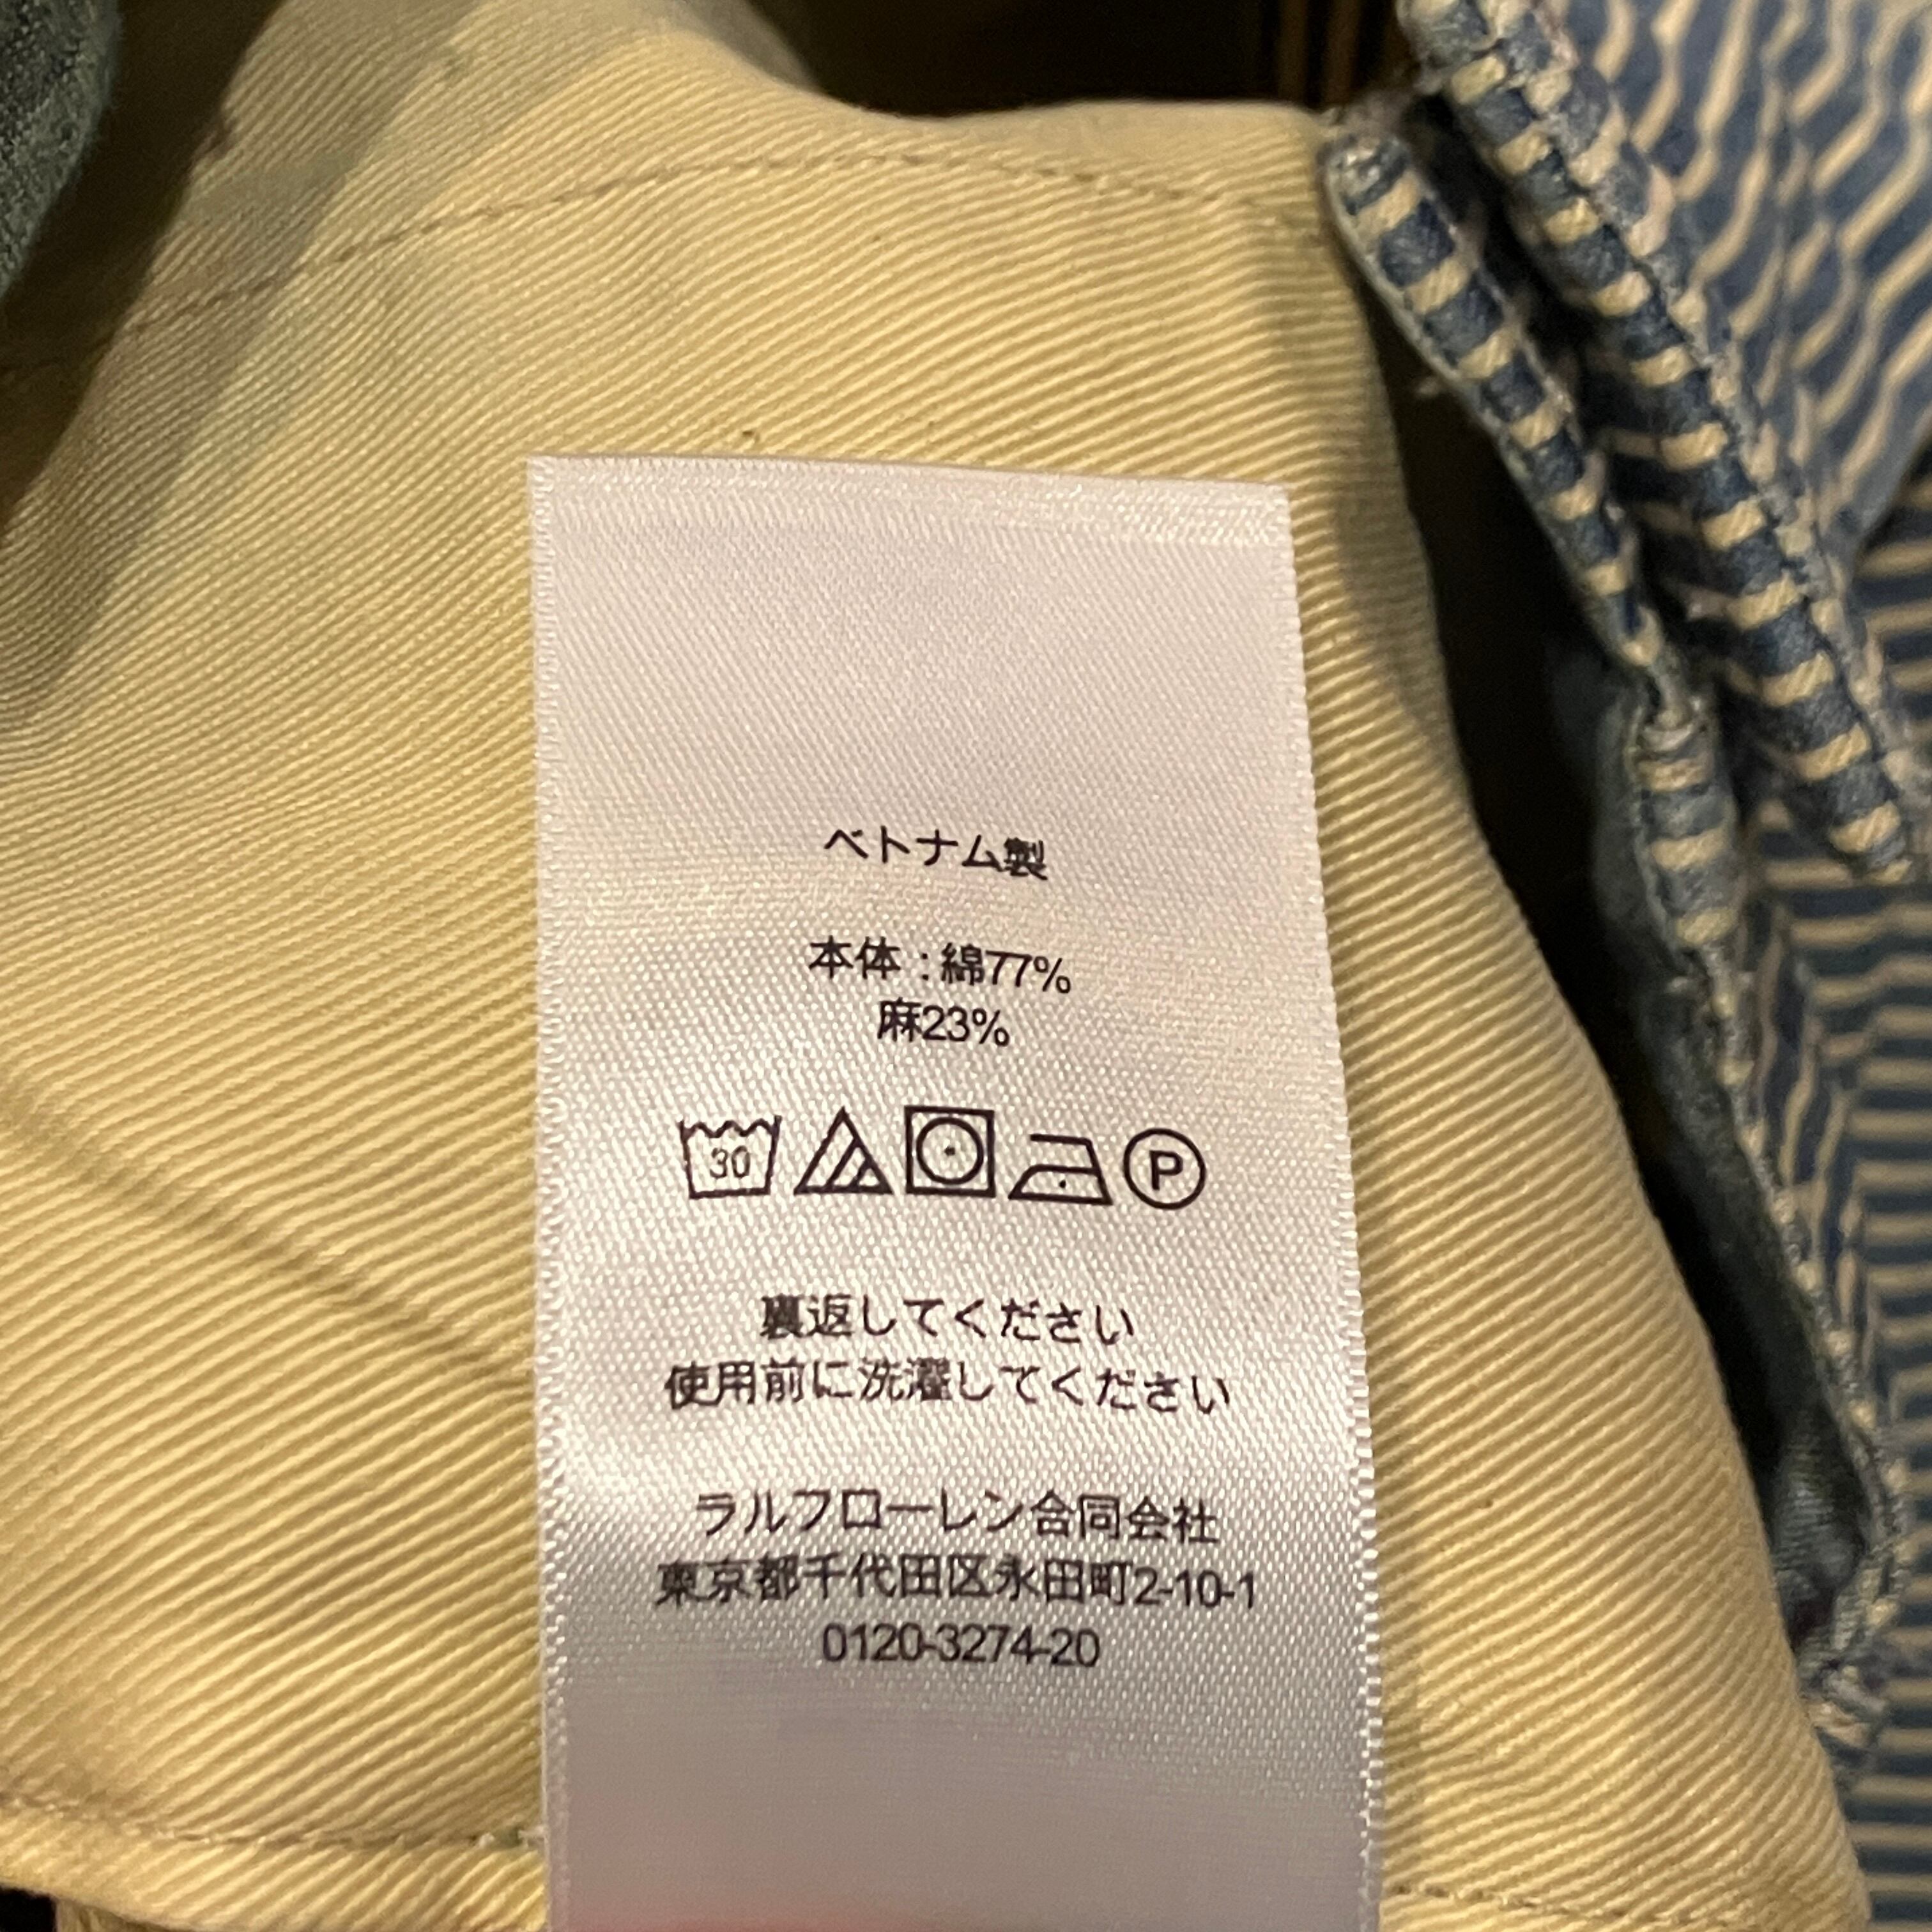 ベトナム製
本体：綿77%
麻23%
30
P
裏返してください
使用前に洗濯してください
ラルフローレン合同会社
東京都千代田区永田町2-10-1
0120-3274-20